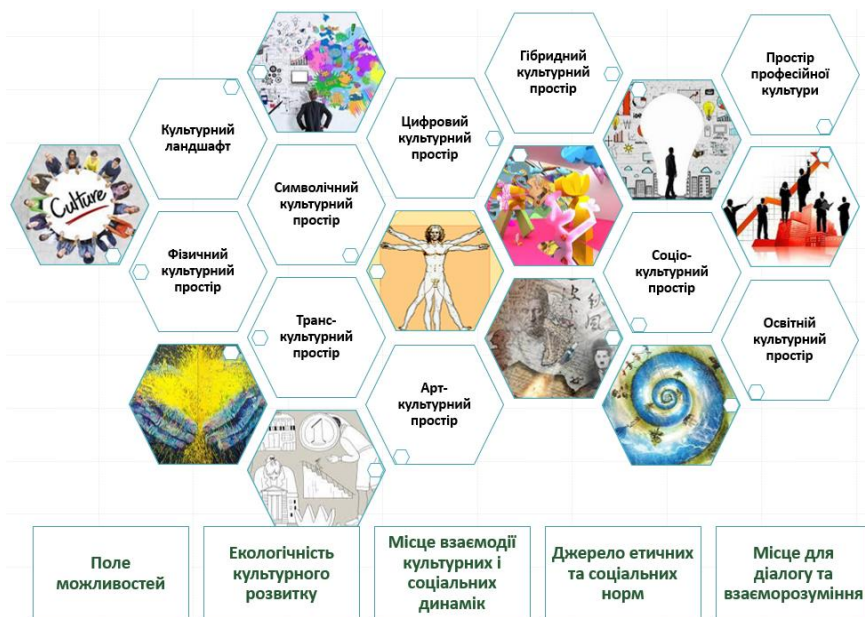 Гібридний
культурний
простір
Простір
професійної
культури
Культурний
ландшафт
Цифровий
культурний
простір
Culture
Символічний
культурний
простір
Фізичний
культурний
простір
Соціо-
культурний
простір
Транс-
культурний
простір
Освітній
культурний
простір
Арт-
культурний
простір
Поле
можливостей
Екологічність
культурного
розвитку
Місце взаємодії
культурних і
соціальних
динамік
Джерело етичних
та соціальних
норм
Місце для
діалогу та
взаєморозуміння